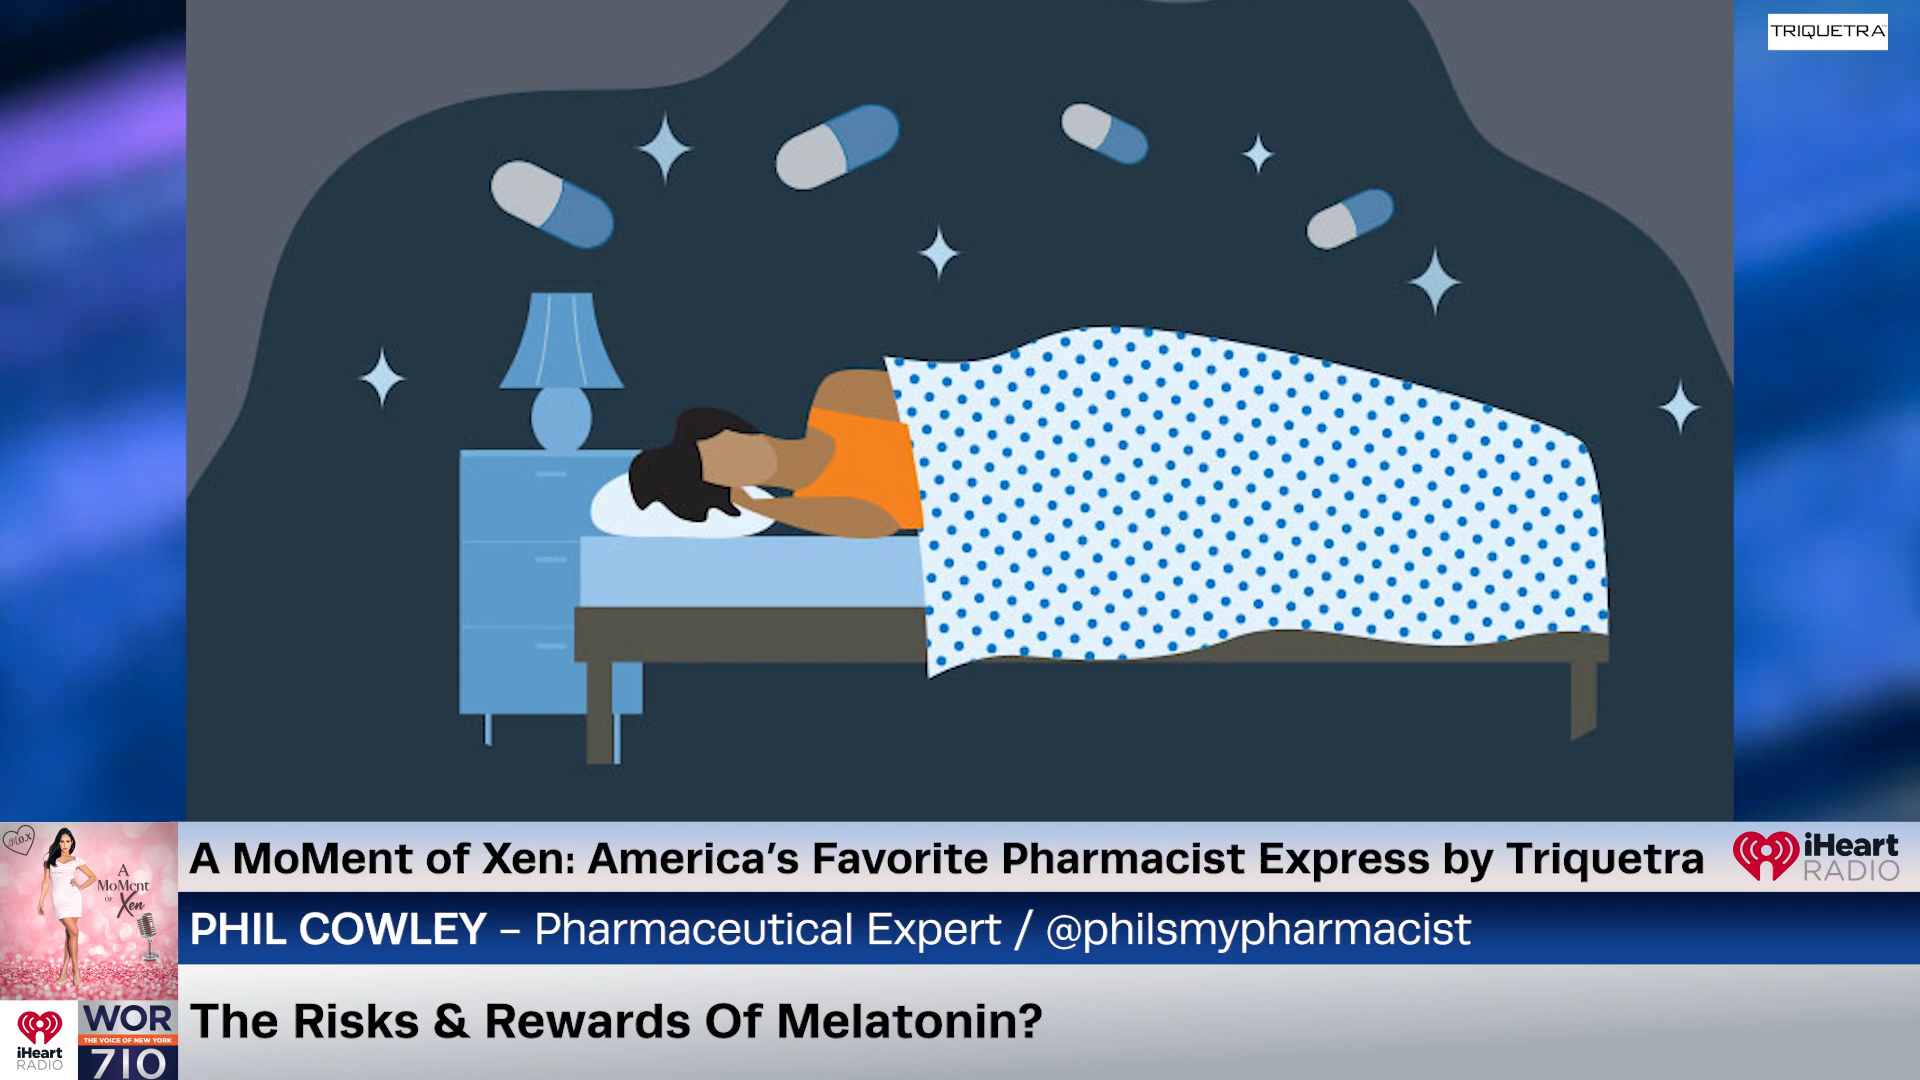 TRIQUETRA
A MoMent of Xen: America's Favorite Pharmacist Express by Triquetra
iHeart
RADIO
PHIL COWLEY – Pharmaceutical Expert / @philsmypharmacist
The Risks & Rewards Of Melatonin?
M.O.X
A
MoMent
OF Xen
iHeart
RADIO
WOR
THE VOICE OF NEW YORK
710